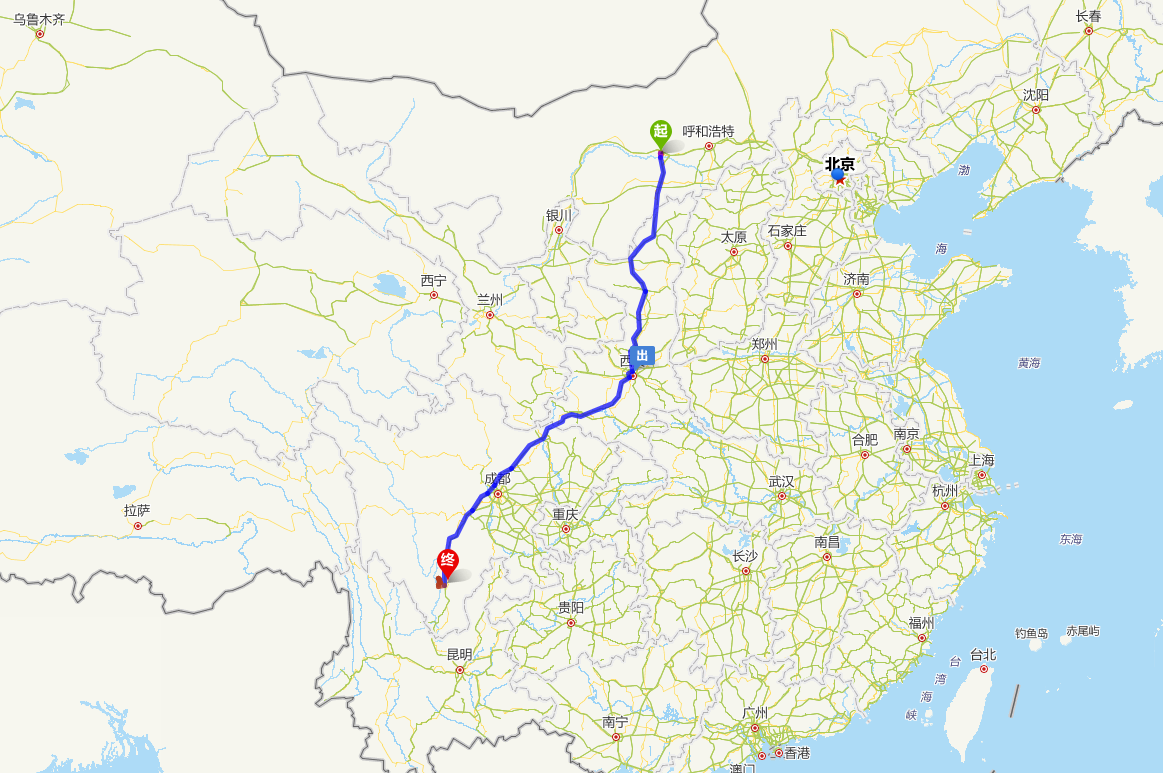 乌鲁木齐
长春
沈阳
起
呼和浩特
北京
渤
银川
太原
石家庄
海
西宁
兰州
济南
郑州
出
西
黄海
合肥
南京
上海
成都
武汉
杭州
拉萨
重庆
东海
南昌
长沙
终
贵阳
福州
钓鱼岛
赤尾屿
昆明
台北
台
湾
海
峡
广州
南宁
香港
澳门